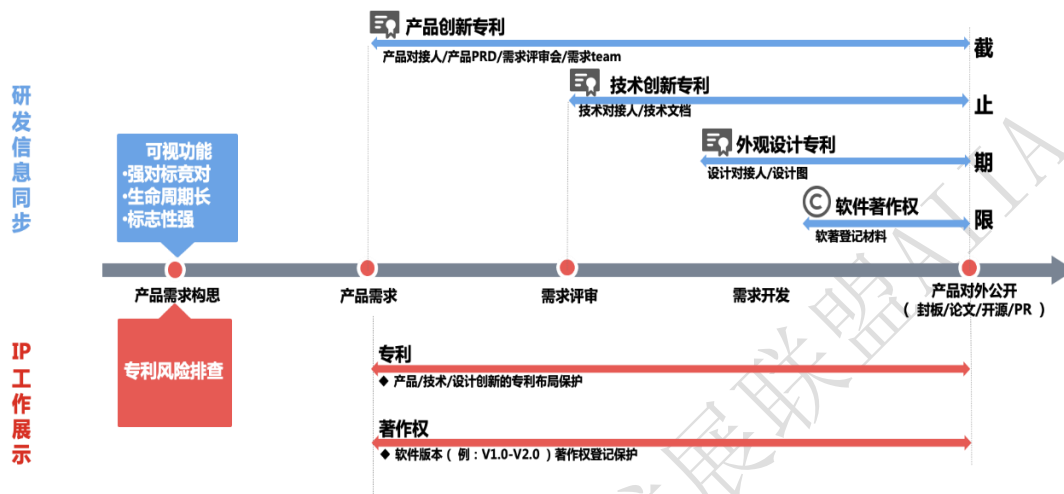 产品创新专利
产品对接人/产品PRD/需求评审会/需求team
技术创新专利
技术对接人/技术文档
外观设计专利
设计对接人/设计图
C 软件著作权
软著登记材料
截止期限
研发信息同步
可视功能
•强对标竞对
•生命周期长
•标志性强
产品需求构思
产品需求
需求评审
需求开发
产品对外公开
（ 封板/论文/开源/PR ）
IP工作展示
专利风险排查
专利
◆ 产品/技术/设计创新的专利布局保护
著作权
◆ 软件版本（ 例：V1.0-V2.0 ）著作权登记保护
展联盟AIIA